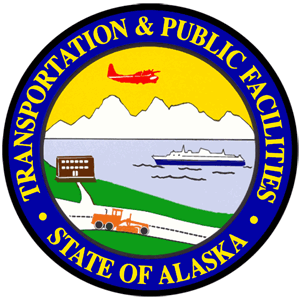 TRANSPORTATION & PUBLIC FACILITIES
STATE OF ALASKA